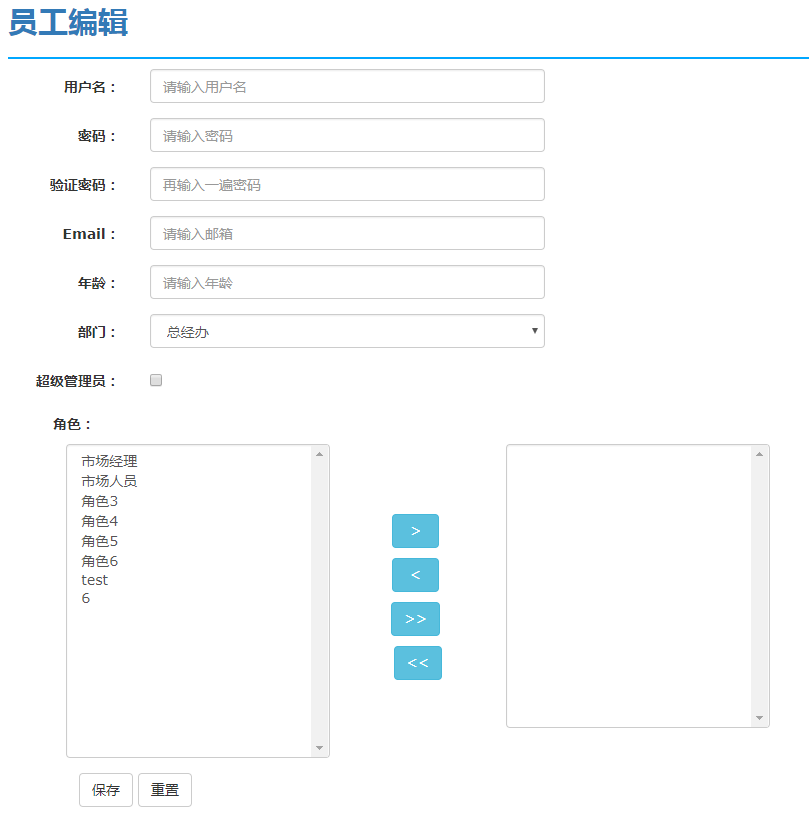 员工编辑
用户名： 请输入用户名
密码： 请输入密码
验证密码： 再输入一遍密码
Email： 请输入邮箱
年龄： 请输入年龄
部门： 总经办
超级管理员：
角色：
市场经理
市场人员
角色3
角色4
角色5
角色6
test
6
>
<
>>
<<
保存 重置